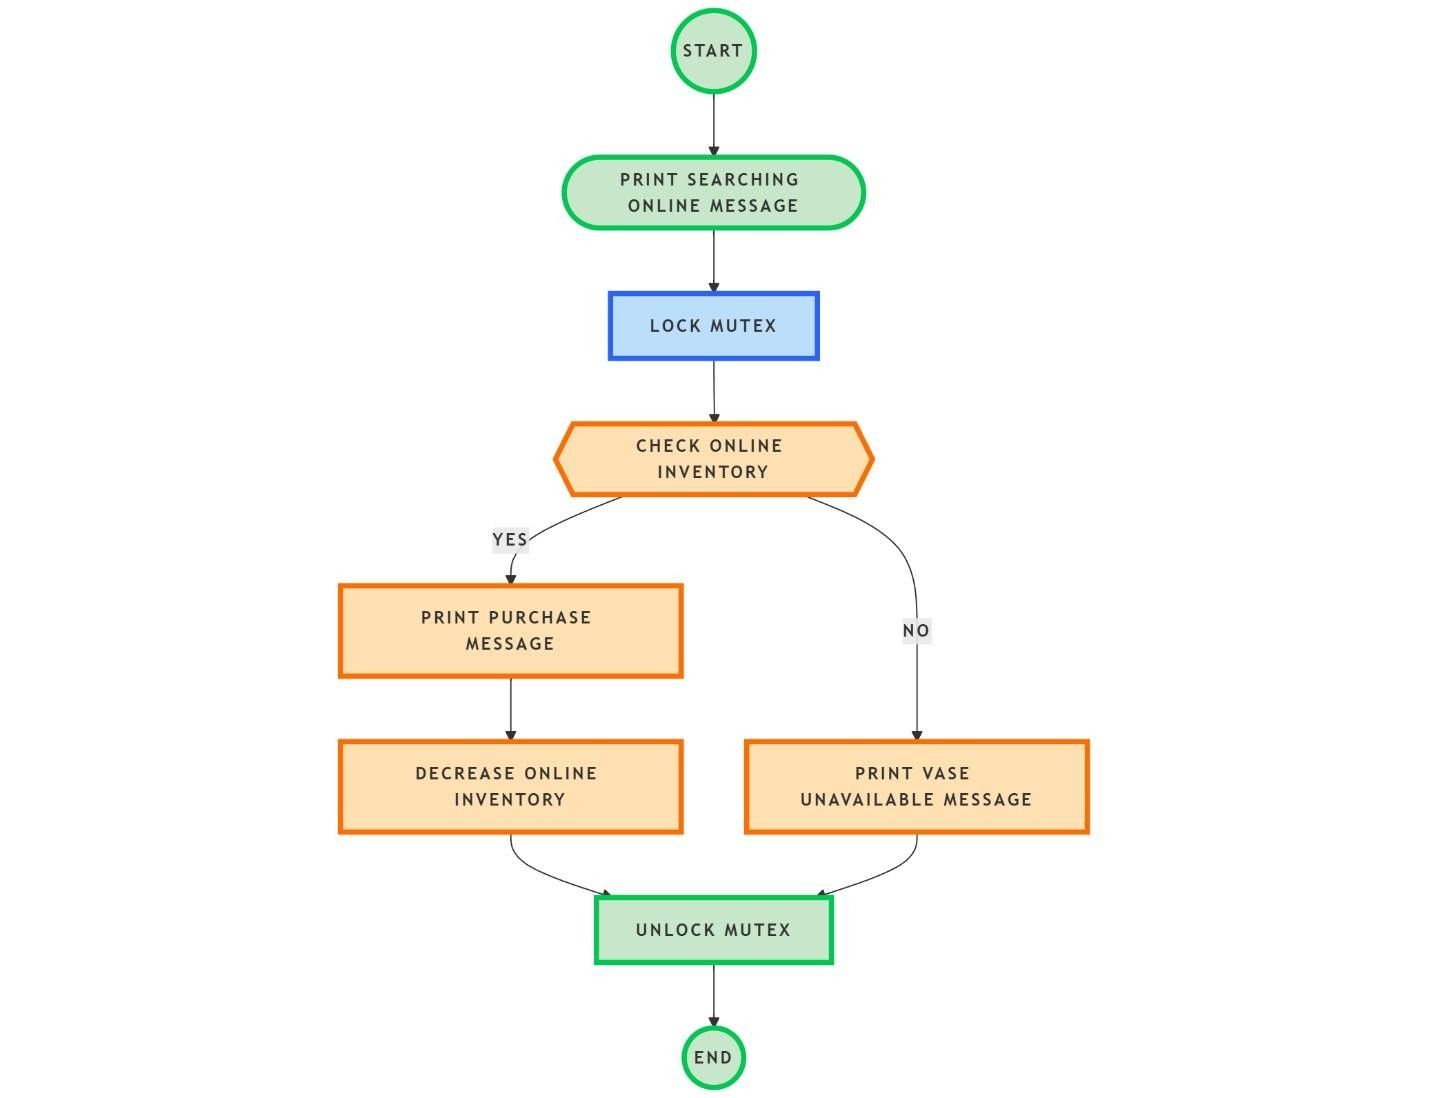 START
PRINT SEARCHING
ONLINE MESSAGE
LOCK MUTEX
CHECK ONLINE
INVENTORY
YES
NO
PRINT PURCHASE
MESSAGE
DECREASE ONLINE
INVENTORY
PRINT VASE
UNAVAILABLE MESSAGE
UNLOCK MUTEX
END